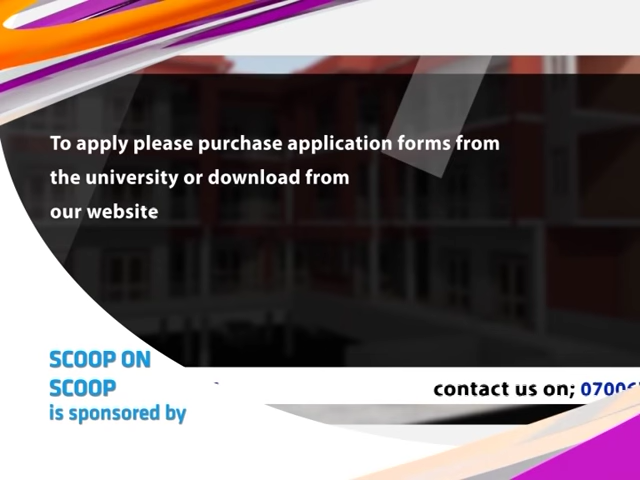 To apply please purchase application forms from
the university or download from
our website
SCOOP ON
SCOOP
is sponsored by
contact us on;